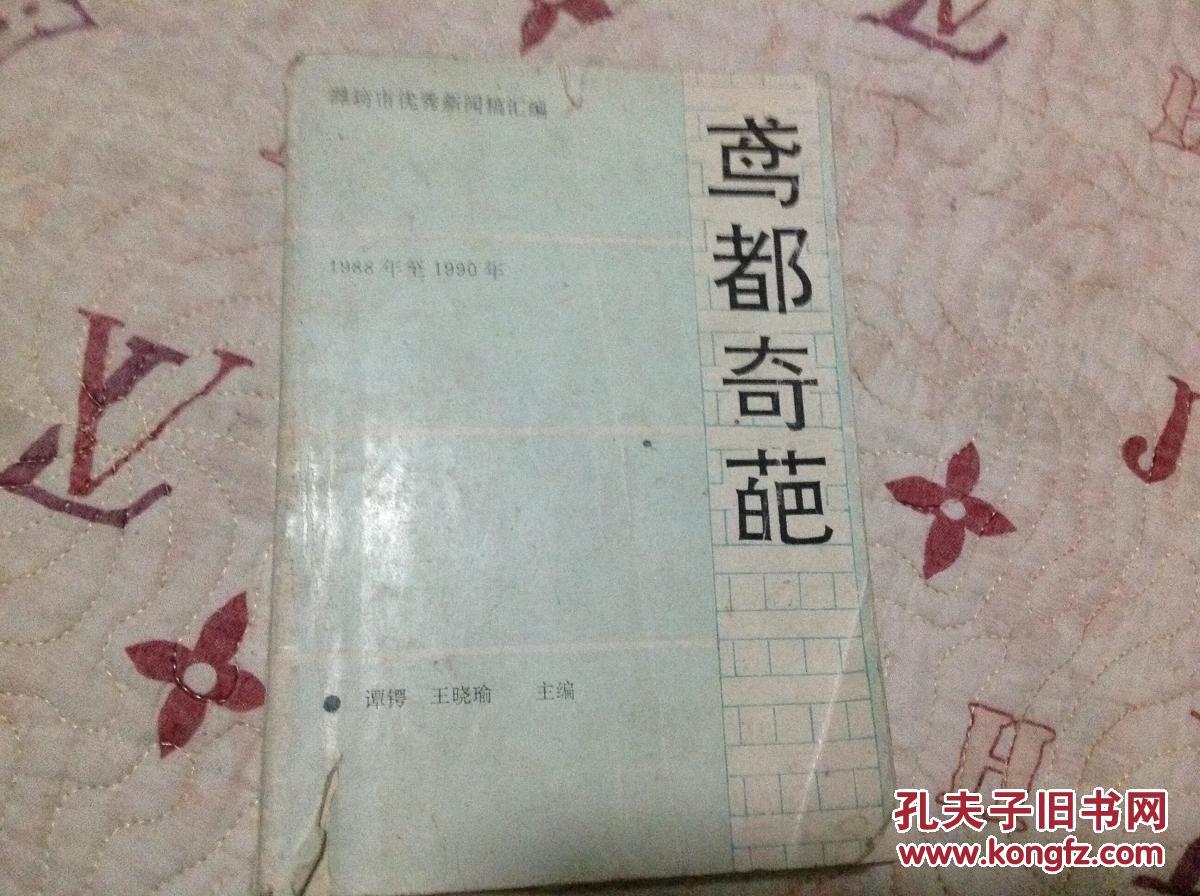 潍坊市优秀新闻稿汇编
1988年至1990年
鸢都奇葩
谭锷 王晓瑜 主编
孔夫子旧书网
www.kongfz.com